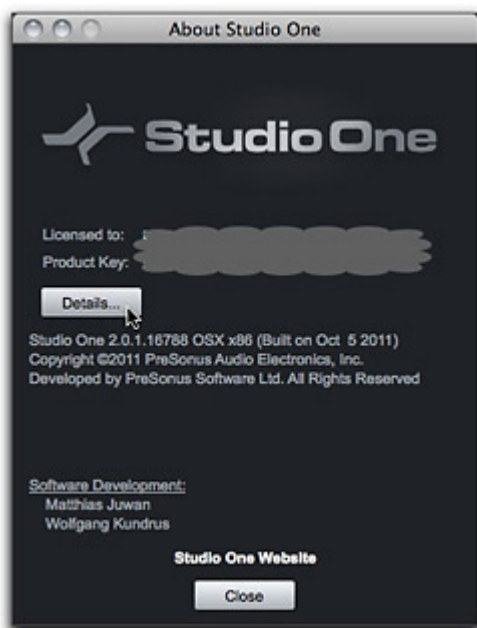 About Studio One
Studio One
Licensed to:
Product Key:
Details...
Studio One 2.0.1.16788 OSX x86 (Built on Oct 5 2011)
Copyright ©2011 PreSonus Audio Electronics, Inc.
Developed by PreSonus Software Ltd. All Rights Reserved
Software Development:
Matthias Juwan
Wolfgang Kundrus
Studio One Website
Close